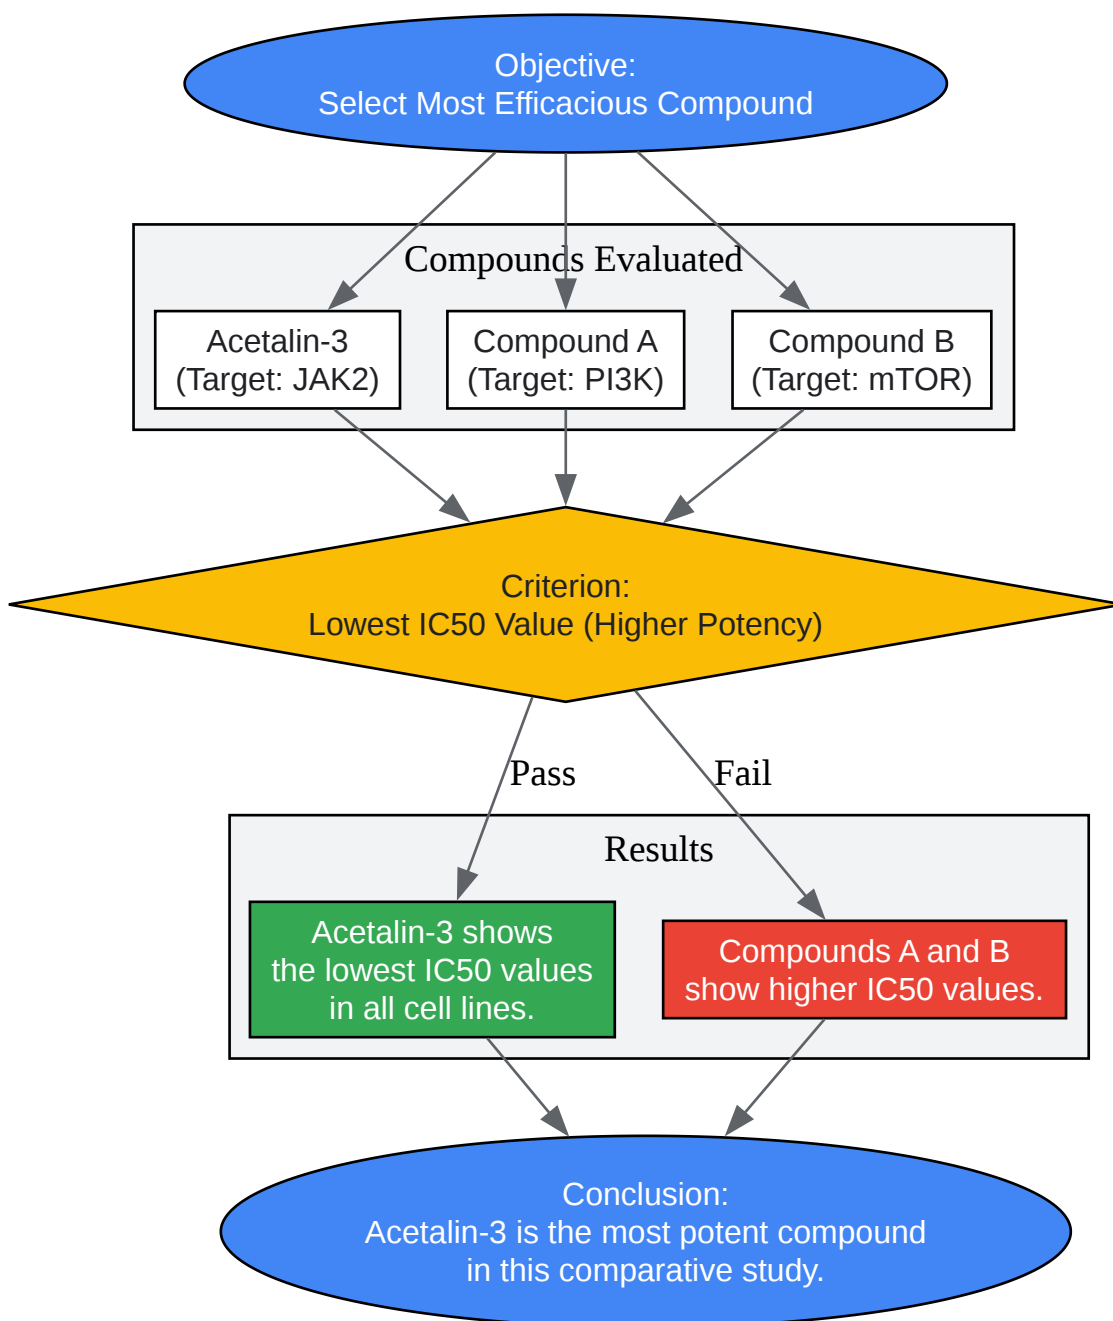 Objective:
Select Most Efficacious Compound
Compounds Evaluated
Acetalin-3
(Target: JAK2)
Compound A
(Target: PI3K)
Compound B
(Target: mTOR)
Criterion:
Lowest IC50 Value (Higher Potency)
Pass
Fail
Results
Acetalin-3 shows
the lowest IC50 values
in all cell lines.
Compounds A and B
show higher IC50 values.
Conclusion:
Acetalin-3 is the most potent compound
in this comparative study.